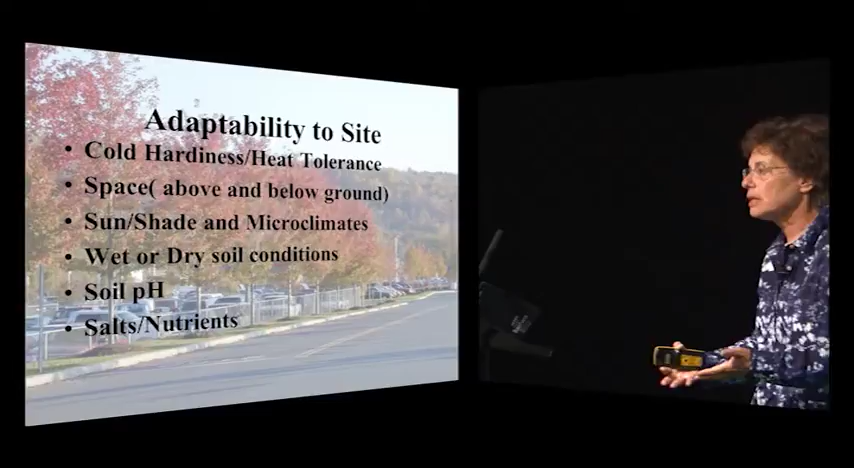 Adaptability to Site
• Cold Hardiness/Heat Tolerance
• Space( above and below ground)
• Sun/Shade and Microclimates
• Wet or Dry soil conditions
• Soil pH
• Salts/Nutrients